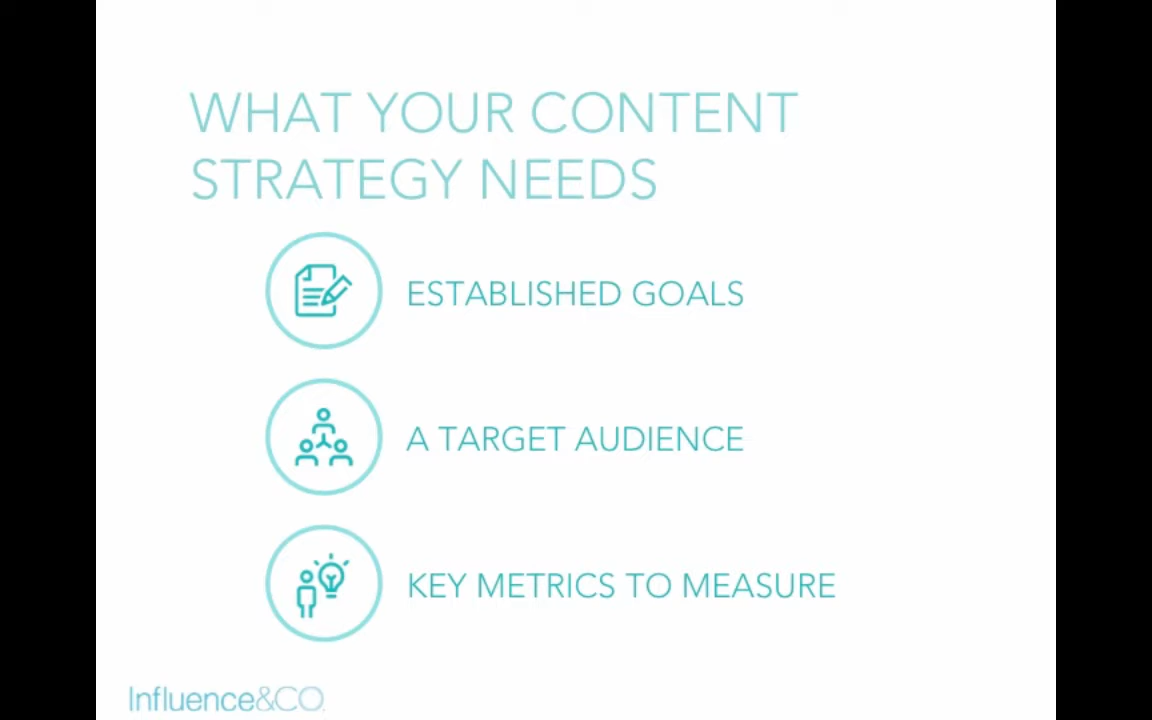 WHAT YOUR CONTENT
STRATEGY NEEDS
ESTABLISHED GOALS
A TARGET AUDIENCE
KEY METRICS TO MEASURE
Influence&CO.